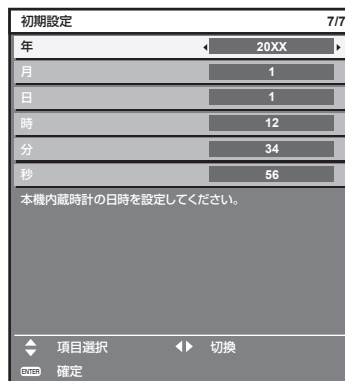 初期設定 7/7
年 20XX
月 1
日 1
時 12
分 34
秒 56
本機内蔵時計の日時を設定してください。
項目選択 切換
ENTER 確定